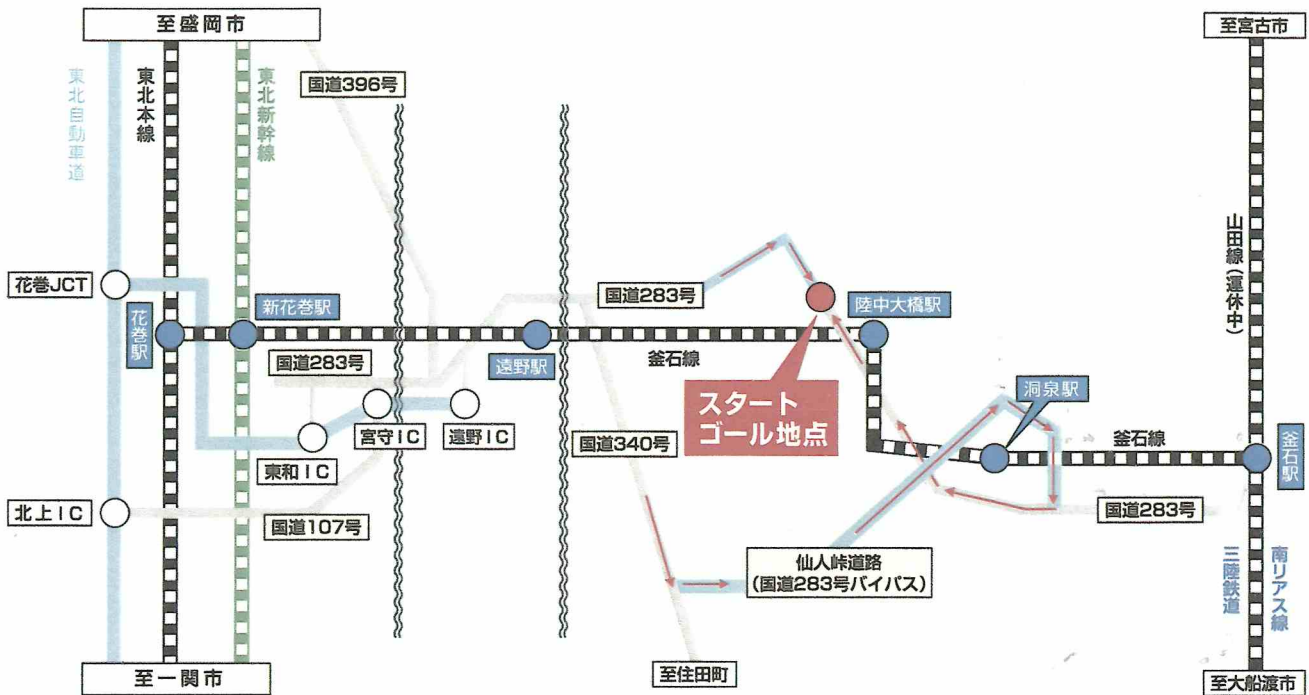 至盛岡市
至宮古市
東北自動車道
東北本線
東北新幹線
国道396号
山田線(運休中)
花巻JCT
花巻駅
新花巻駅
国道283号
遠野駅
国道283号
釜石線
陸中大橋駅
スタート
ゴール地点
洞泉駅
釜石線
釜石駅
宮守IC
遠野IC
東和IC
国道340号
北上IC
国道107号
国道283号
仙人峠道路
(国道283号バイパス)
三陸鉄道
南リアス線
至一関市
至住田町
至大船渡市